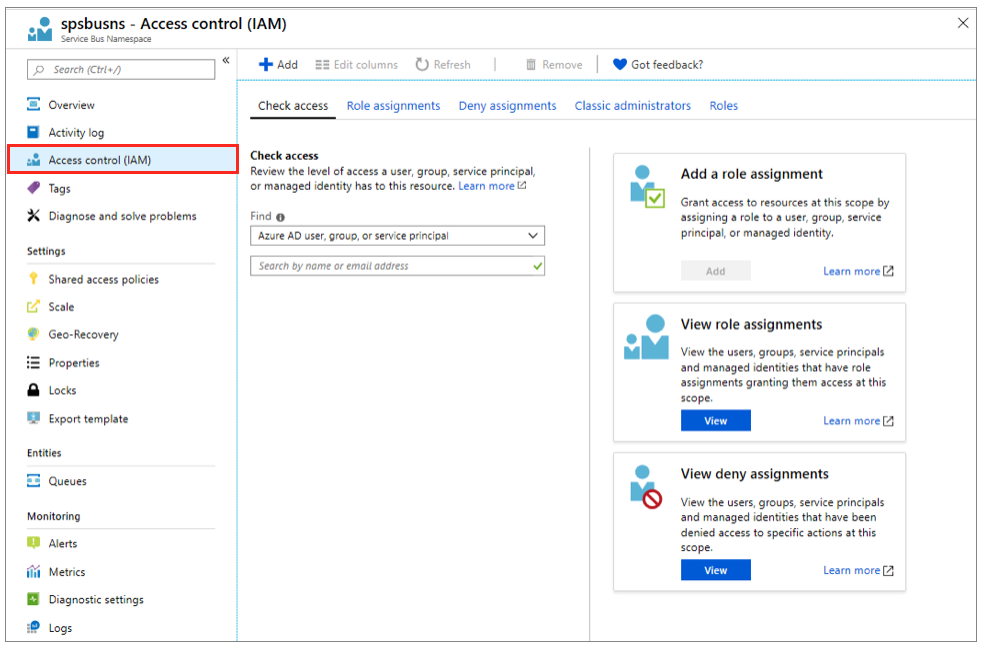 spsbusns - Access control (IAM)
Service Bus Namespace
Search (Ctrl+/)
«
Overview
Activity log
Access control (IAM)
Tags
Diagnose and solve problems
Settings
Shared access policies
Scale
Geo-Recovery
Properties
Locks
Export template
Entities
Queues
Monitoring
Alerts
Metrics
Diagnostic settings
Logs
Add
Edit columns
Refresh
Remove
Got feedback?
Check access
Role assignments
Deny assignments
Classic administrators
Roles
Check access
Review the level of access a user, group, service principal,
or managed identity has to this resource. Learn more
Find
Azure AD user, group, or service principal
Search by name or email address
Add a role assignment
Grant access to resources at this scope by
assigning a role to a user, group, service
principal, or managed identity.
Add
Learn more
View role assignments
View the users, groups, service principals
and managed identities that have role
assignments granting them access at this
scope.
View
Learn more
View deny assignments
View the users, groups, service principals
and managed identities that have been
denied access to specific actions at this
scope.
View
Learn more